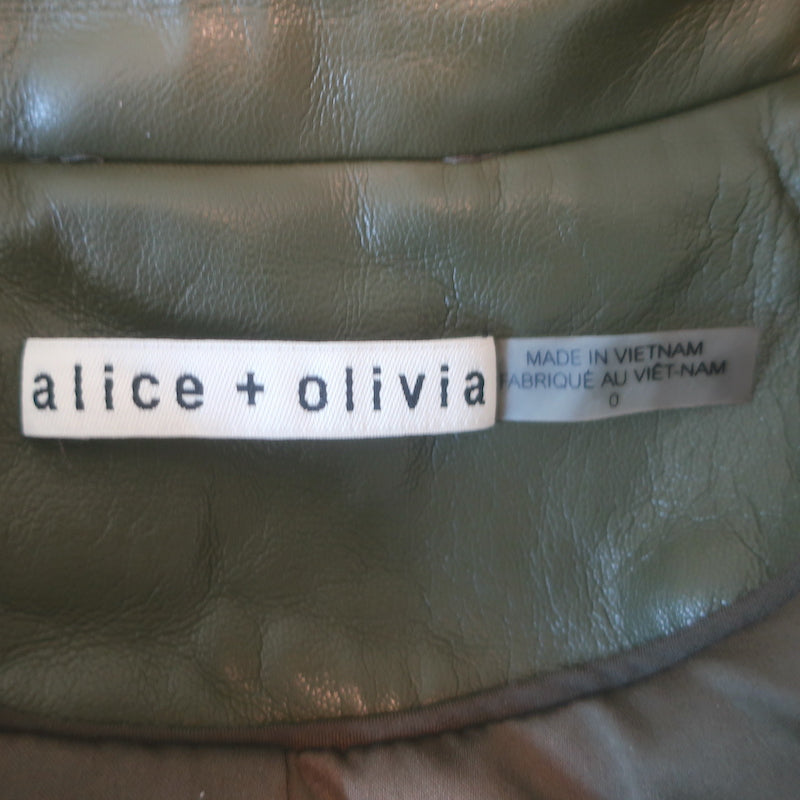 alice + olivia
MADE IN VIETNAM
FABRIQUÉ AU VIÊT-NAM
0